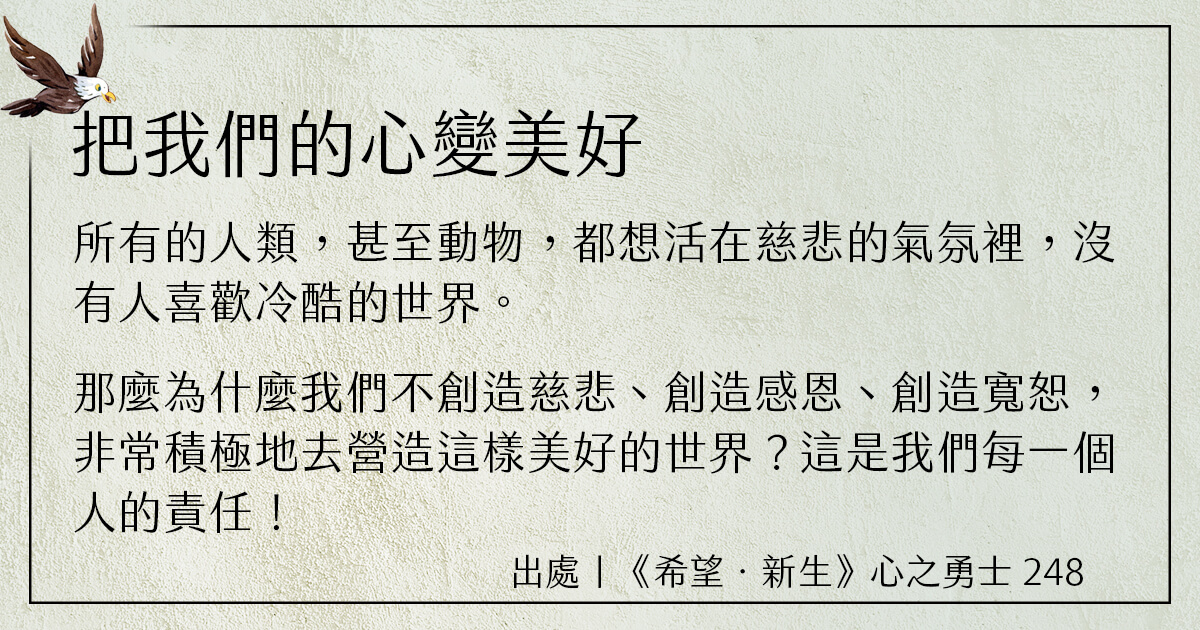 把我們的心變美好
所有的人類，甚至動物，都想活在慈悲的氣氛裡，沒
有人喜歡冷酷的世界。
那麼為什麼我們不創造慈悲、創造感恩、創造寬恕，
非常積極地去營造這樣美好的世界？這是我們每一個
人的責任！
出處｜《希望．新生》心之勇士 248